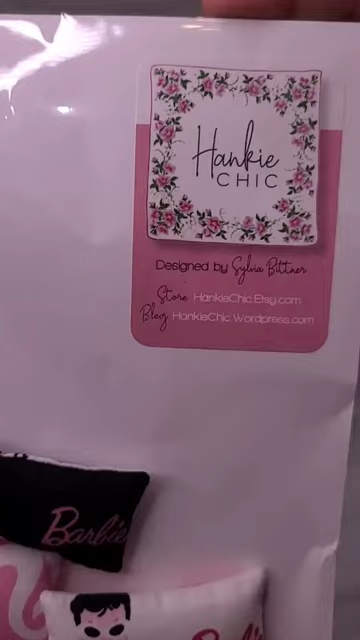 Hankie
CHIC
Designed by Sylvia Bittner
Store HankieChic.Etsy.com
Blog HankieChic.Wordpress.com
Barbie